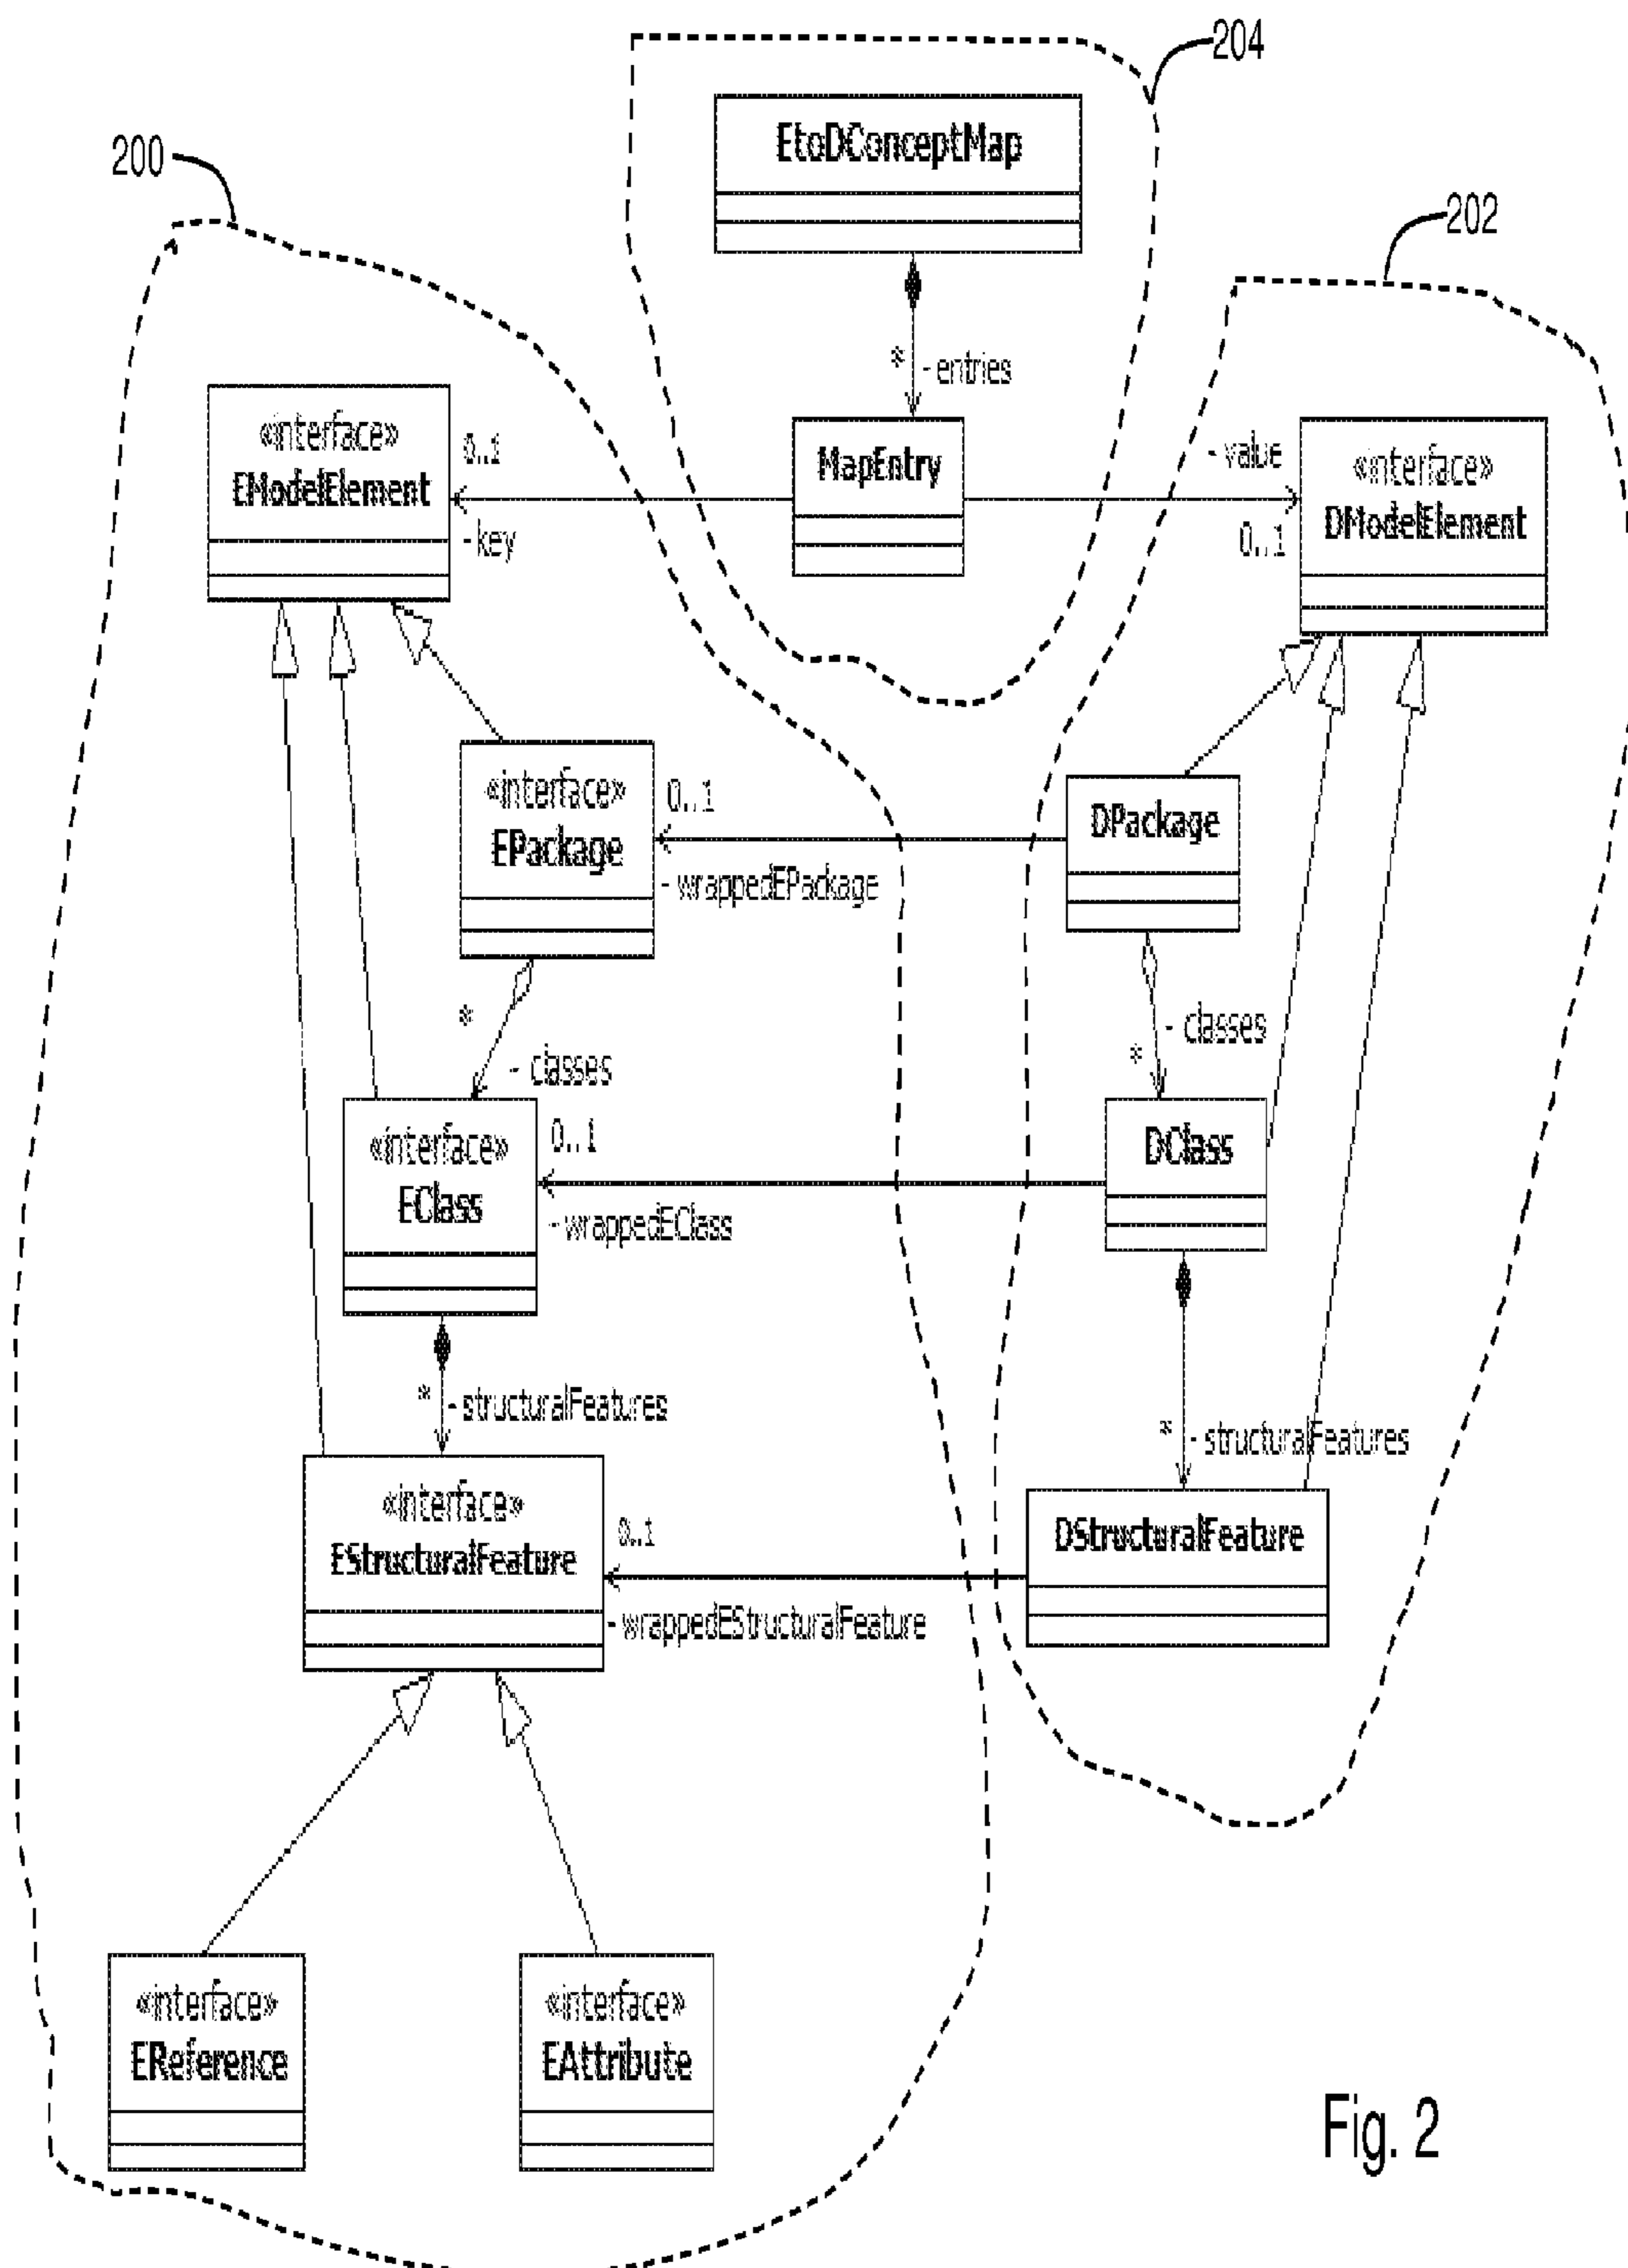 204
EtoDConceptMap
200
202
* - entries
«interface»
EModelElement
0..1
- key
MapEntry
- value
0..1
«interface»
DModelElement
«interface»
EPackage
0..1
- wrappedEPackage
DPackage
*
- classes
* - classes
«interface»
EClass
0..1
- wrappedEClass
DClass
* - structuralFeatures
* - structuralFeatures
«interface»
EStructuralFeature
0..1
- wrappedEStructuralFeature
DStructuralFeature
«interface»
EReference
«interface»
EAttribute
Fig. 2